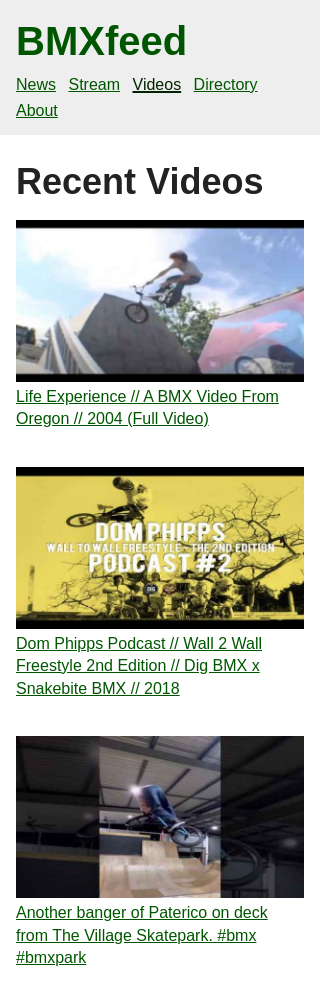 BMXfeed
News Stream Videos Directory
About
Recent Videos
Life Experience // A BMX Video From
Oregon // 2004 (Full Video)
DOM PHIPPS
WALL TO WALL FREESTYLE - THE 2ND EDITION
PODCAST #2
DIG
Dom Phipps Podcast // Wall 2 Wall
Freestyle 2nd Edition // Dig BMX x
Snakebite BMX // 2018
Another banger of Paterico on deck
from The Village Skatepark. #bmx
#bmxpark